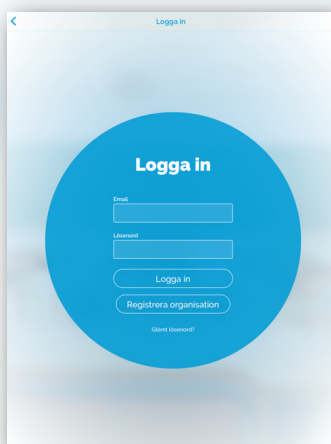 Logga in
Logga in
Email
Lösenord
Logga in
Registrera organisation
Glömt lösenord?